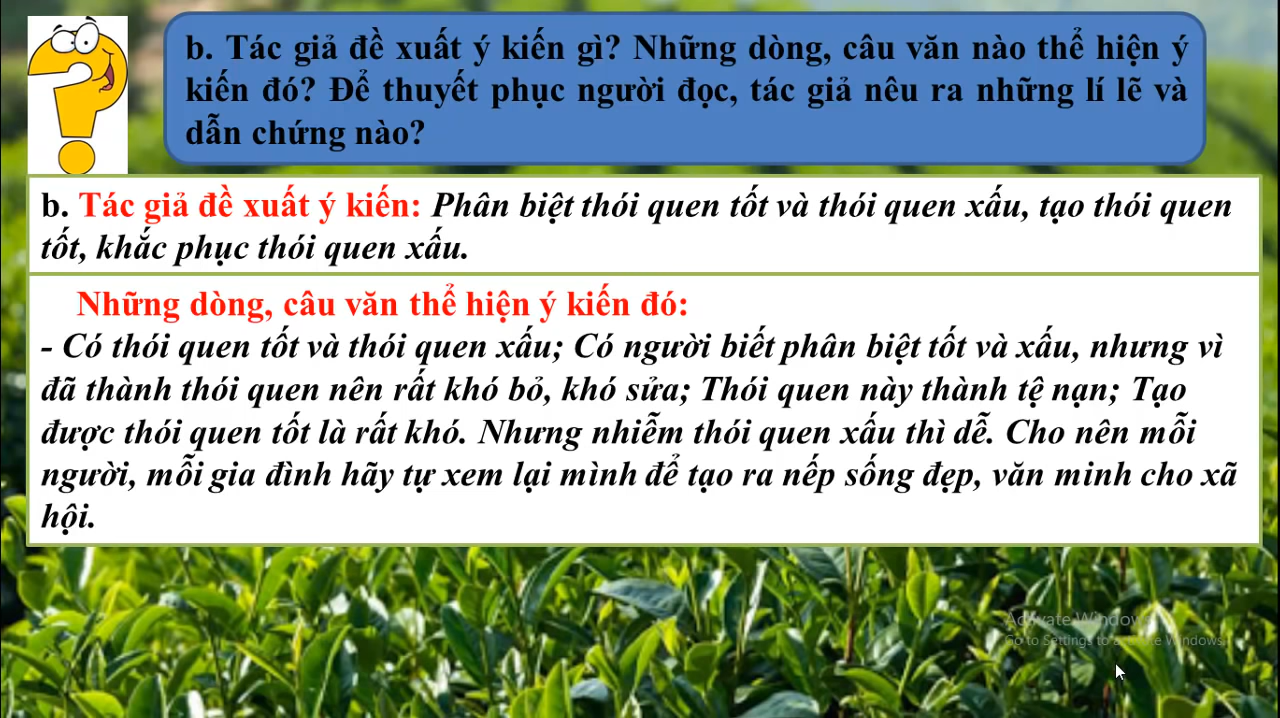 b. Tác giả đề xuất ý kiến gì? Những dòng, câu văn nào thể hiện ý
kiến đó? Để thuyết phục người đọc, tác giả nêu ra những lí lẽ và
dẫn chứng nào?
b. Tác giả đề xuất ý kiến: Phân biệt thói quen tốt và thói quen xấu, tạo thói quen
tốt, khắc phục thói quen xấu.
Những dòng, câu văn thể hiện ý kiến đó:
- Có thói quen tốt và thói quen xấu; Có người biết phân biệt tốt và xấu, nhưng vì
đã thành thói quen nên rất khó bỏ, khó sửa; Thói quen này thành tệ nạn; Tạo
được thói quen tốt là rất khó. Nhưng nhiễm thói quen xấu thì dễ. Cho nên mỗi
người, mỗi gia đình hãy tự xem lại mình để tạo ra nếp sống đẹp, văn minh cho xã
hội.
Activate Windows
Go to Settings to activate Windows.